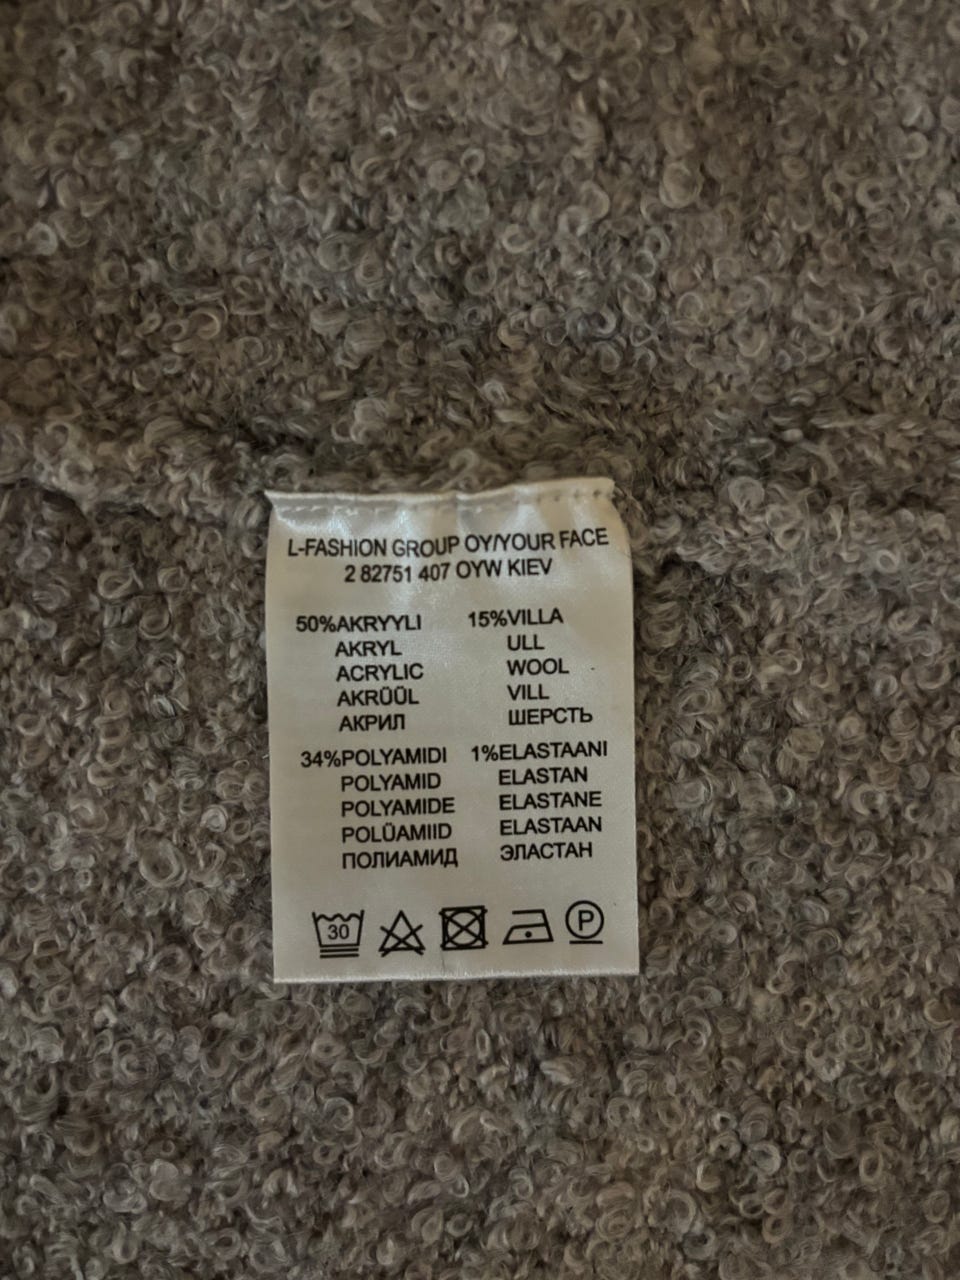 L-FASHION GROUP OY/YOUR FACE
2 82751 407 OYW KIEV
50%AKRYYLI
AKRYL
ACRYLIC
AKRÜÜL
АКРИЛ
15%VILLA
ULL
WOOL
VILL
ШЕРСТЬ
34%POLYAMIDI
POLYAMID
POLYAMIDE
POLÜAMIID
ПОЛИАМИД
1%ELASTAANI
ELASTAN
ELASTANE
ELASTAAN
ЭЛАСТАН
30
P